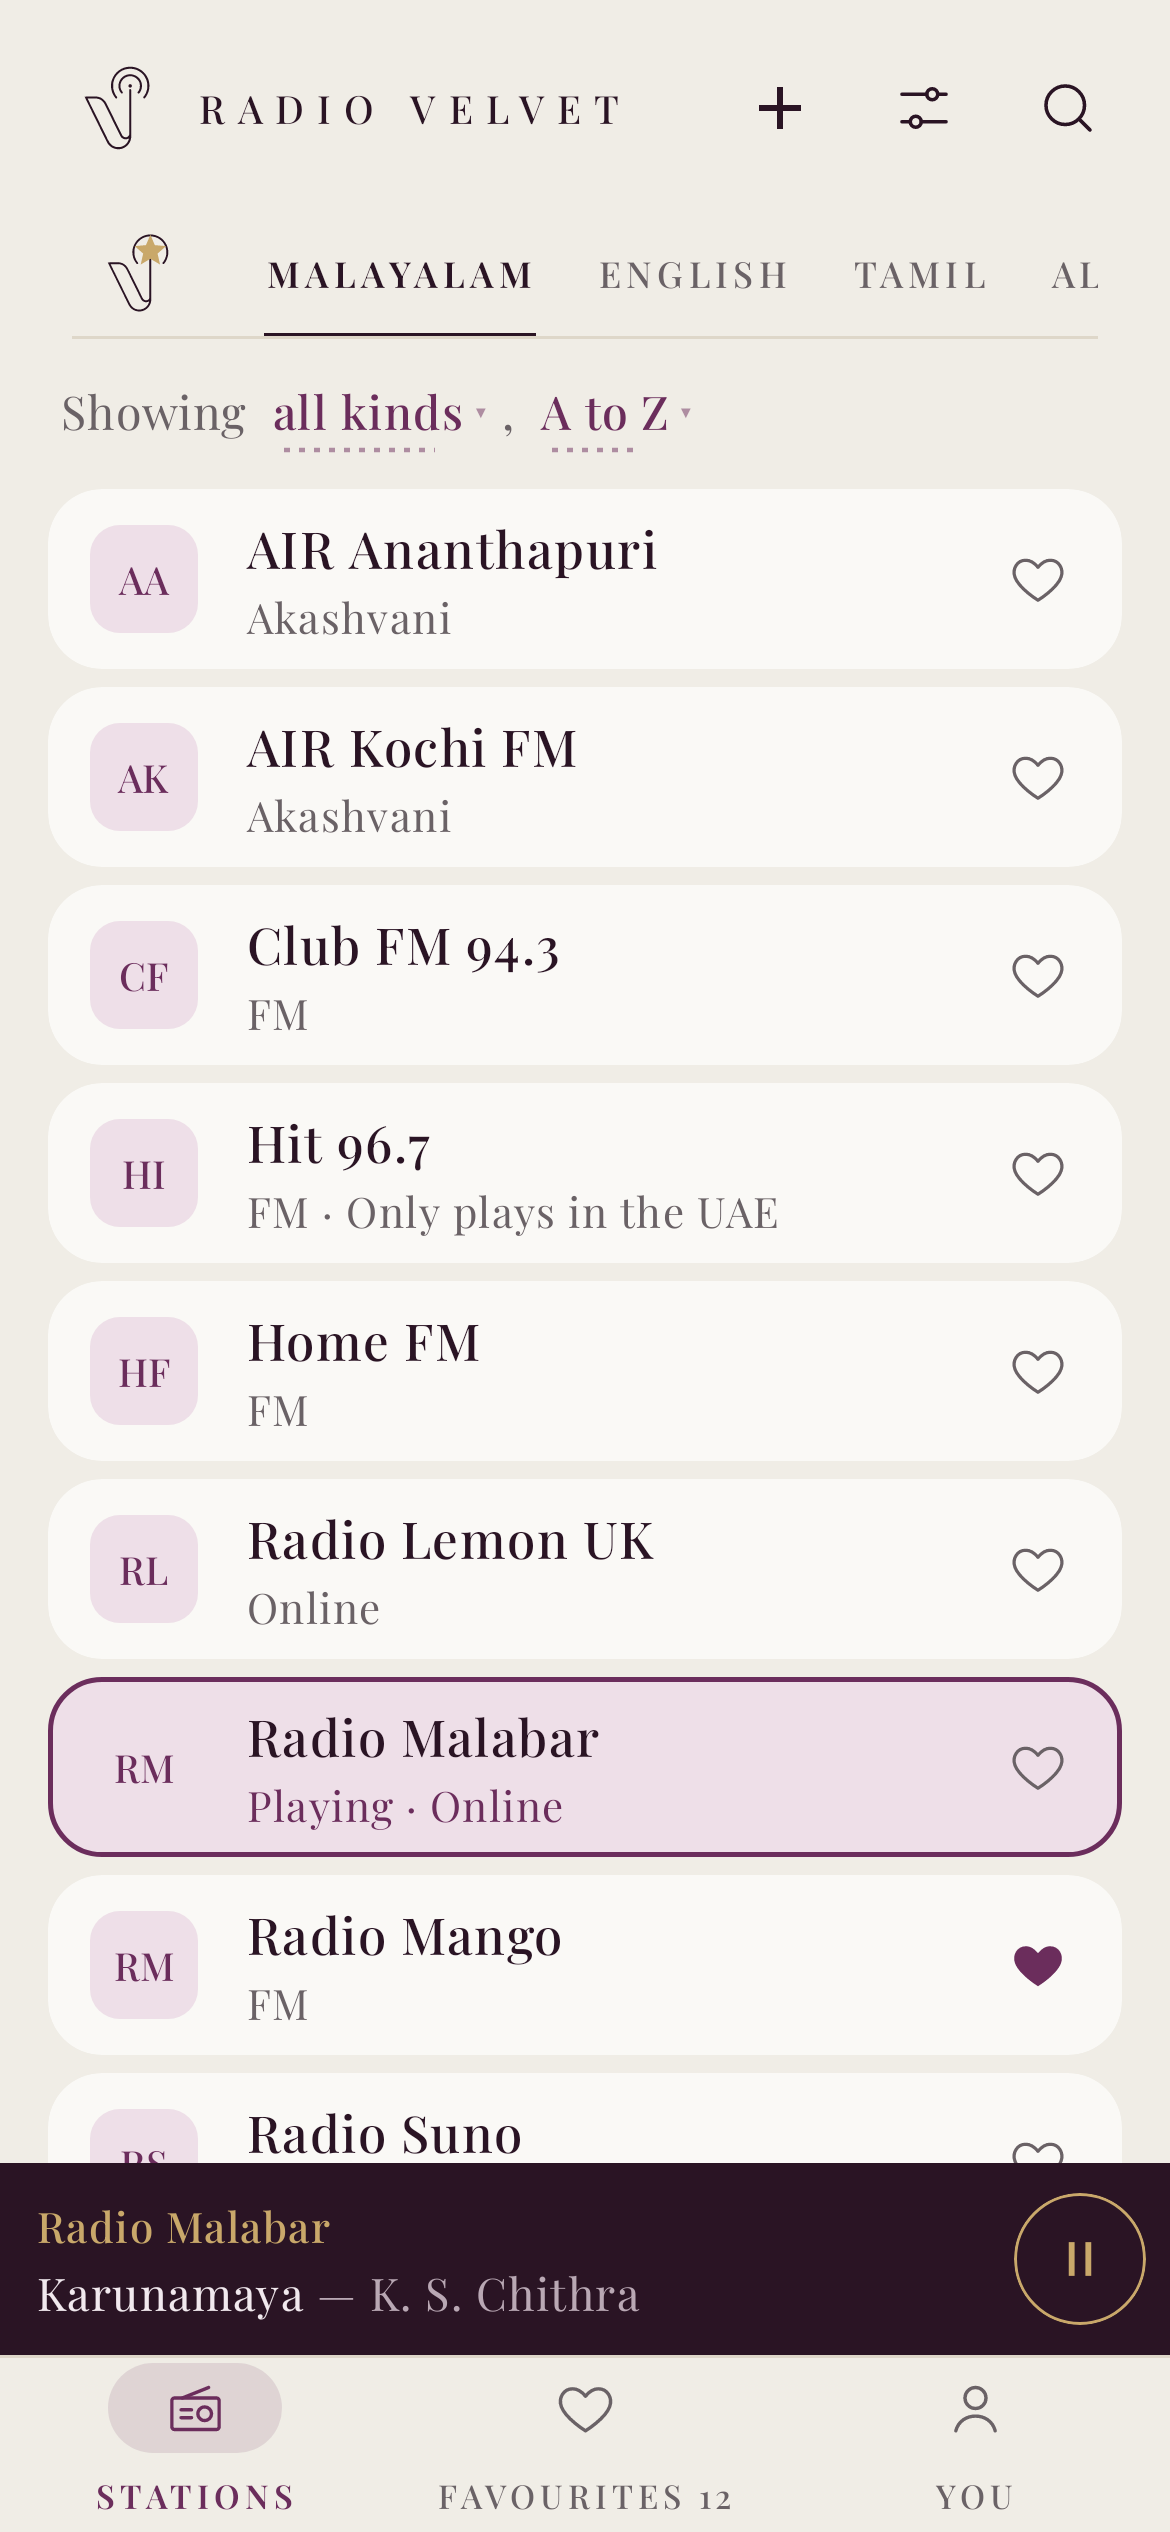 RADIO VELVET
MALAYALAM ENGLISH TAMIL AL
Showing all kinds ▾ , A to Z ▾
AA
AIR Ananthapuri
Akashvani
AK
AIR Kochi FM
Akashvani
CF
Club FM 94.3
FM
HI
Hit 96.7
FM · Only plays in the UAE
HF
Home FM
FM
RL
Radio Lemon UK
Online
RM
Radio Malabar
Playing · Online
RM
Radio Mango
FM
RS
Radio Suno
Radio Malabar
Karunamaya — K. S. Chithra
STATIONS FAVOURITES 12 YOU